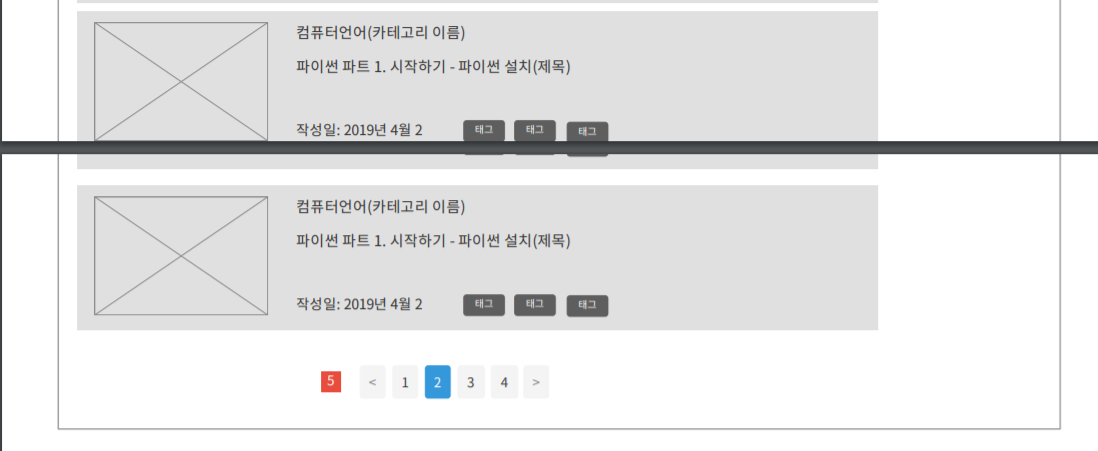 컴퓨터언어(카테고리 이름)
파이썬 파트 1. 시작하기 - 파이썬 설치(제목)
작성일: 2019년 4월 2 태그 태그 태그
컴퓨터언어(카테고리 이름)
파이썬 파트 1. 시작하기 - 파이썬 설치(제목)
작성일: 2019년 4월 2 태그 태그 태그
5 < 1 2 3 4 >